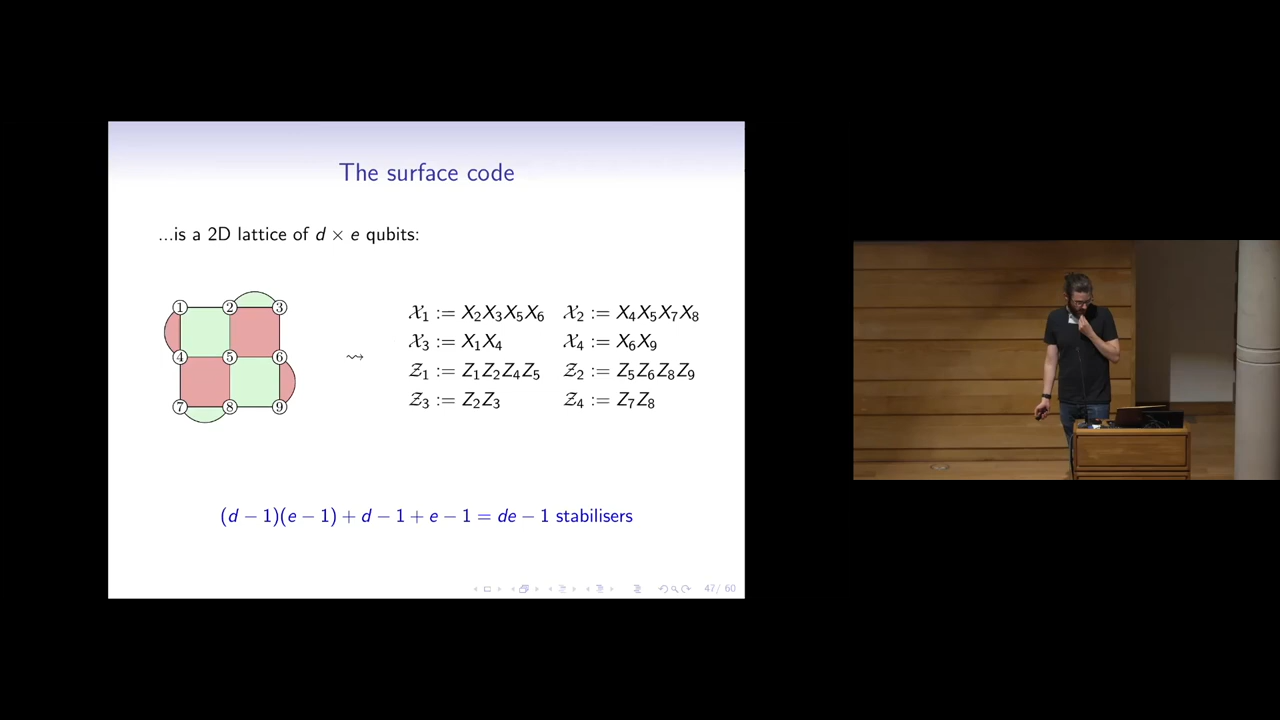 The surface code
...is a 2D lattice of d × e qubits:
1 2 3
4 5 6
7 8 9
⇝
𝒳₁ := X₂X₃X₅X₆ 𝒳₂ := X₄X₅X₇X₈
𝒳₃ := X₁X₄ 𝒳₄ := X₆X₉
𝒵₁ := Z₁Z₂Z₄Z₅ 𝒵₂ := Z₅Z₆Z₈Z₉
𝒵₃ := Z₂Z₃ 𝒵₄ := Z₇Z₈
(d − 1)(e − 1) + d − 1 + e − 1 = de − 1 stabilisers
47 / 60